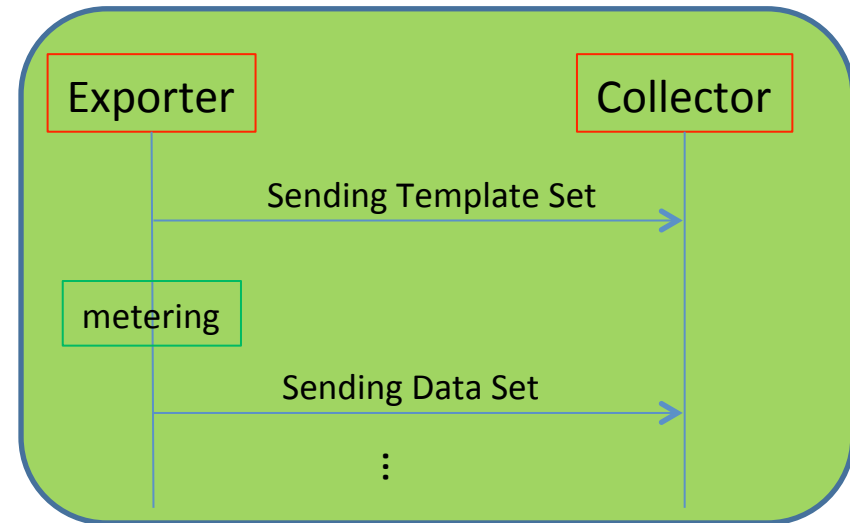 Exporter
Collector
Sending Template Set
metering
Sending Data Set
...